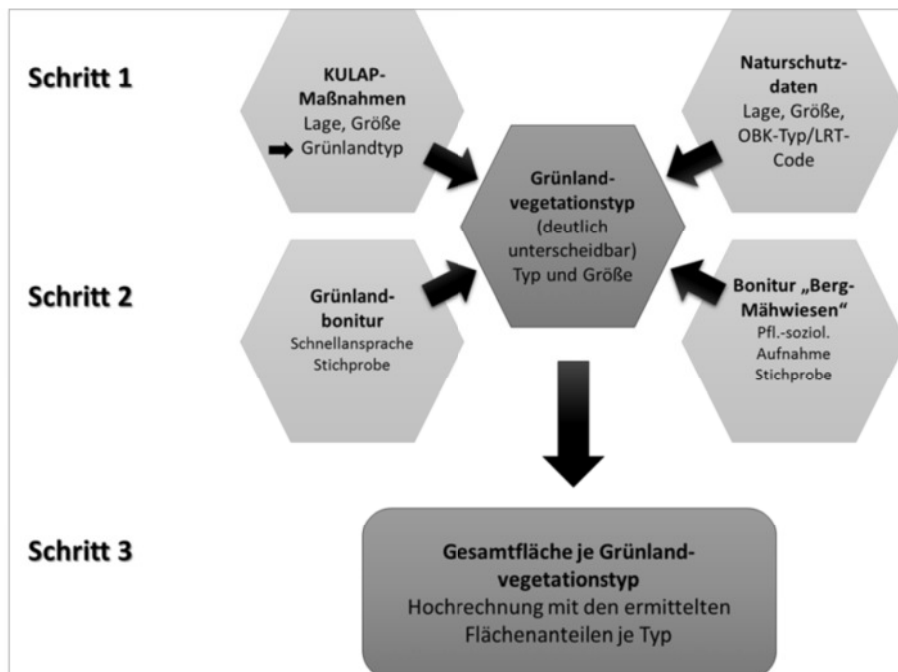 Schritt 1
KULAP-
Maßnahmen
Lage, Größe
Grünlandtyp
Naturschutz-
daten
Lage, Größe,
OBK-Typ/LRT-
Code
Grünland-
vegetationstyp
(deutlich
unterscheidbar)
Typ und Größe
Schritt 2
Grünland-
bonitur
Schnellansprache
Stichprobe
Bonitur „Berg-
Mähwiesen“
Pfl.-soziol.
Aufnahme
Stichprobe
Schritt 3
Gesamtfläche je Grünland-
vegetationstyp
Hochrechnung mit den ermittelten
Flächenanteilen je Typ